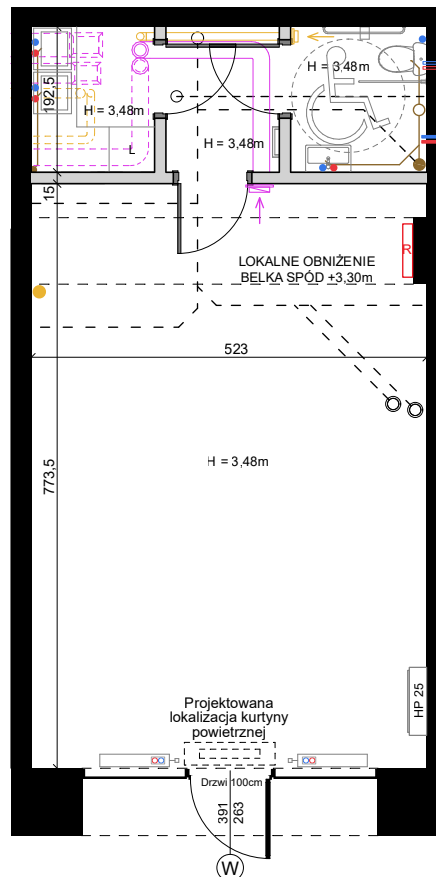 H = 3,48m
192,5
H = 3,48m
H = 3,48m
L
15
R
LOKALNE OBNIŻENIE
BELKA SPÓD +3,30m
523
H = 3,48m
773,5
HP 25
Projektowana
lokalizacja kurtyny
powietrznej
Drzwi 100cm
391
263
W